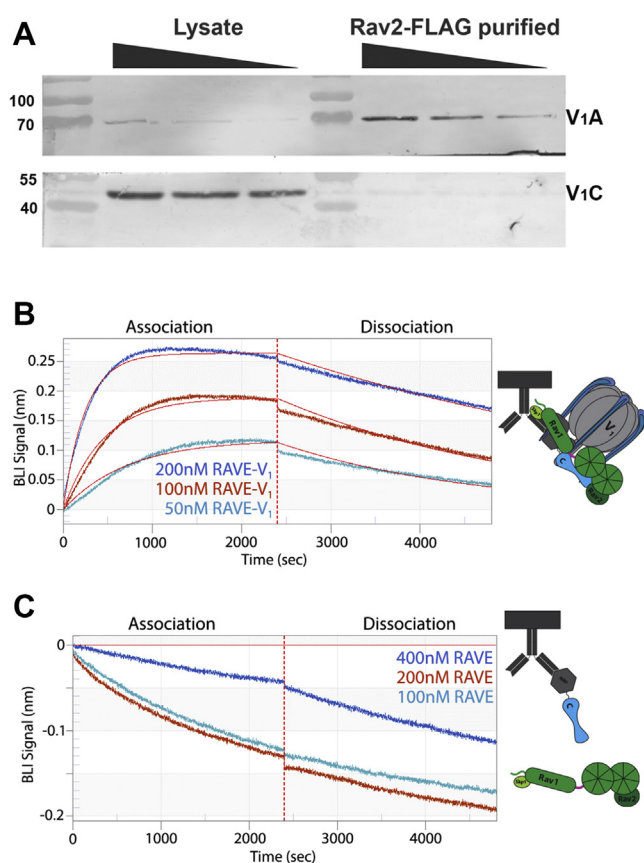 A
Lysate
Rav2-FLAG purified
100
70
V1A
55
40
V1C
B
Association
Dissociation
BLI Signal (nm)
0.25
0.2
0.15
0.1
0.05
0
200nM RAVE-V1
100nM RAVE-V1
50nM RAVE-V1
0
1000
2000
3000
4000
Time (sec)
Rav1
V1
C
Rav2
C
Association
Dissociation
BLI Signal (nm)
0
-0.1
-0.2
400nM RAVE
200nM RAVE
100nM RAVE
0
1000
2000
3000
4000
Time (sec)
C
Skp1
Rav1
Rav2